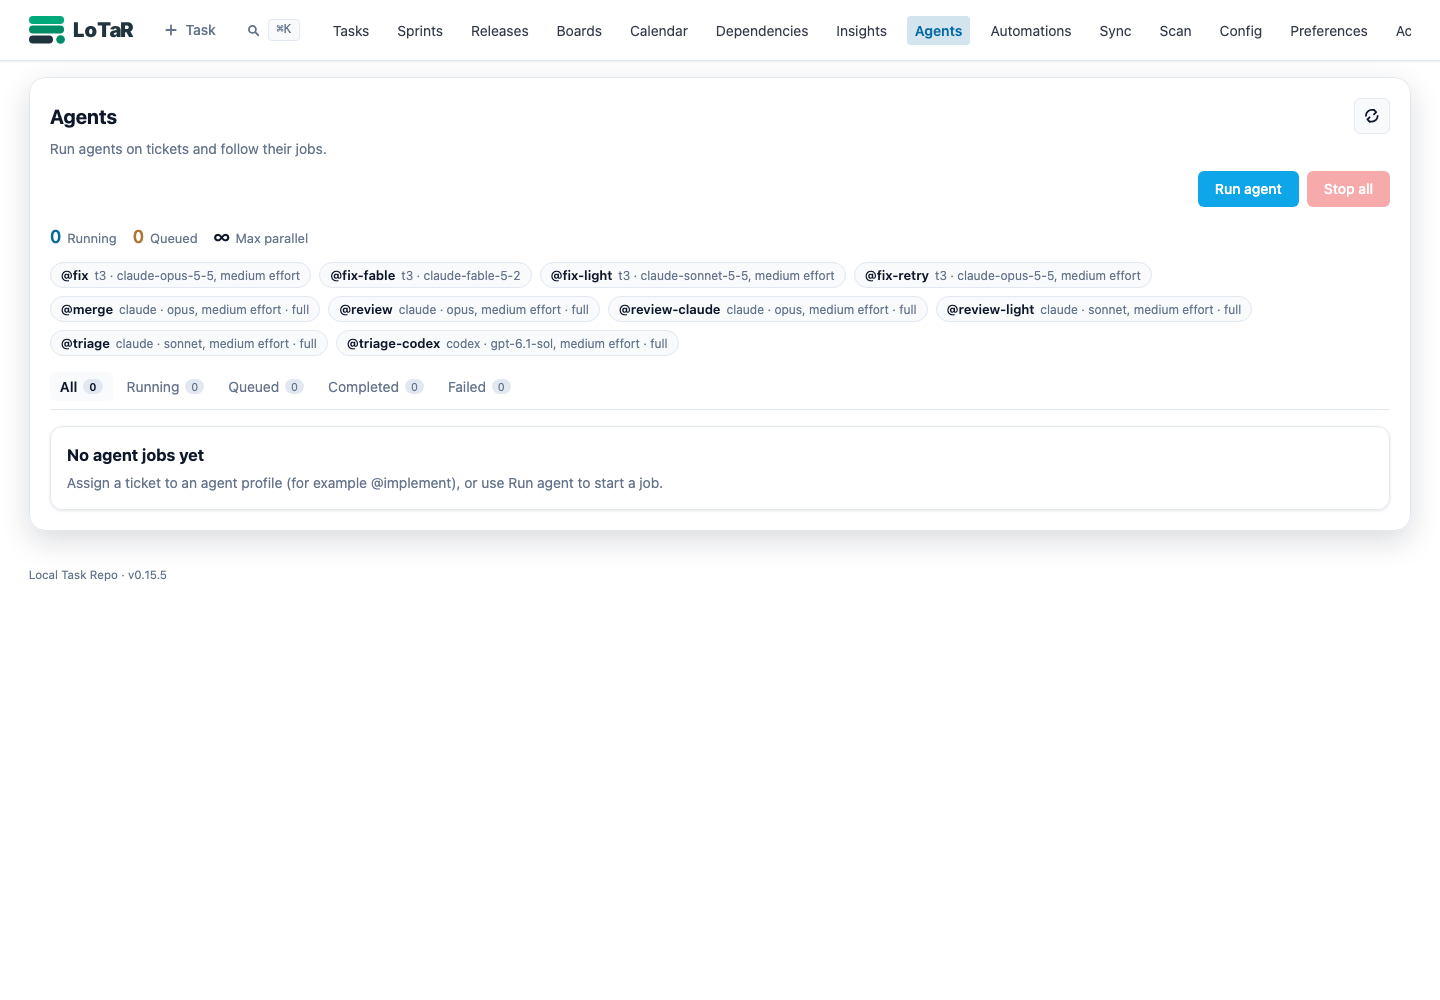 LoTaR + Task ⌘K Tasks Sprints Releases Boards Calendar Dependencies Insights Agents Automations Sync Scan Config Preferences Ac
Agents
Run agents on tickets and follow their jobs.
Run agent Stop all
0 Running 0 Queued ∞ Max parallel
@fix t3 · claude-opus-5-5, medium effort @fix-fable t3 · claude-fable-5-2 @fix-light t3 · claude-sonnet-5-5, medium effort @fix-retry t3 · claude-opus-5-5, medium effort
@merge claude · opus, medium effort · full @review claude · opus, medium effort · full @review-claude claude · opus, medium effort · full @review-light claude · sonnet, medium effort · full
@triage claude · sonnet, medium effort · full @triage-codex codex · gpt-6.1-sol, medium effort · full
All 0 Running 0 Queued 0 Completed 0 Failed 0
No agent jobs yet
Assign a ticket to an agent profile (for example @implement), or use Run agent to start a job.
Local Task Repo · v0.15.5